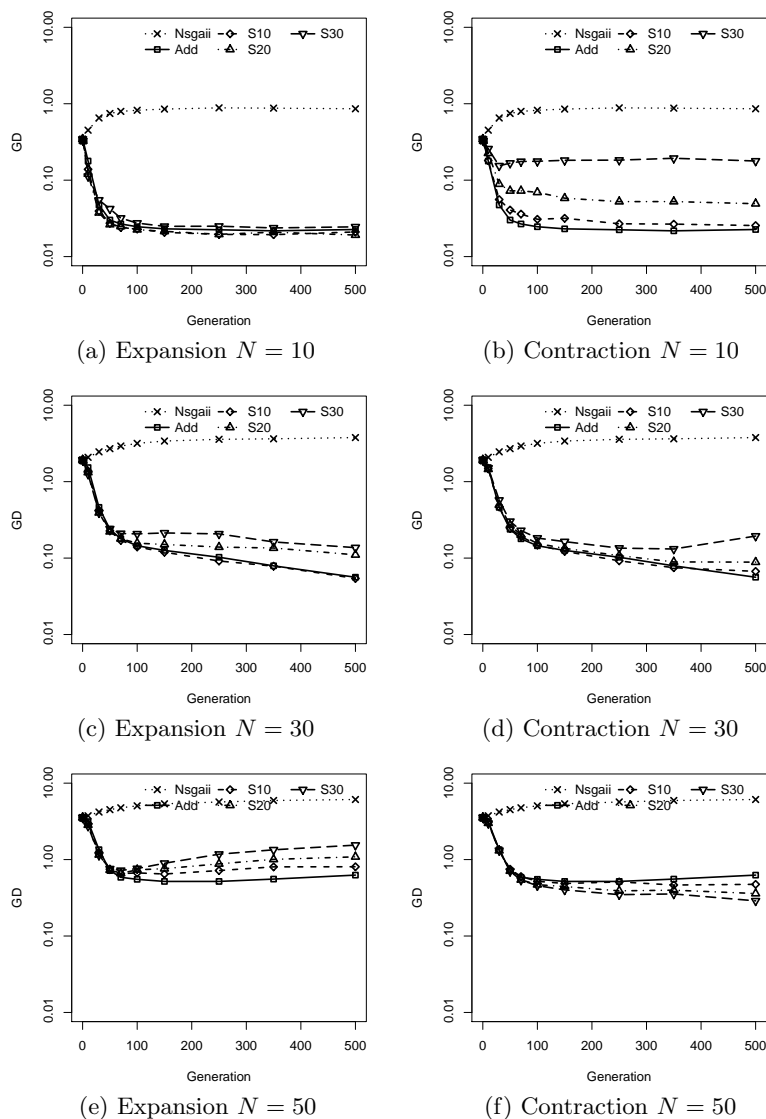 Nsgaii S10 S30
Add S20
GD
10.00
1.00
0.10
0.01
0 100 200 300 400 500
Generation
(a) Expansion N = 10
Nsgaii S10 S30
Add S20
GD
10.00
1.00
0.10
0.01
0 100 200 300 400 500
Generation
(b) Contraction N = 10
Nsgaii S10 S30
Add S20
GD
10.00
1.00
0.10
0.01
0 100 200 300 400 500
Generation
(c) Expansion N = 30
Nsgaii S10 S30
Add S20
GD
10.00
1.00
0.10
0.01
0 100 200 300 400 500
Generation
(d) Contraction N = 30
Nsgaii S10 S30
Add S20
GD
10.00
1.00
0.10
0.01
0 100 200 300 400 500
Generation
(e) Expansion N = 50
Nsgaii S10 S30
Add S20
GD
10.00
1.00
0.10
0.01
0 100 200 300 400 500
Generation
(f) Contraction N = 50